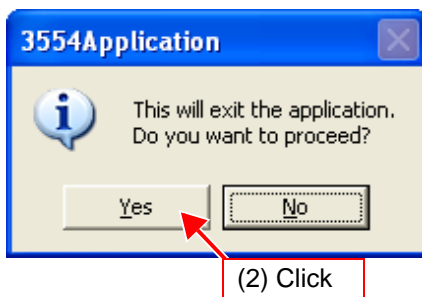 3554Application
This will exit the application.
Do you want to proceed?
Yes
No
(2) Click